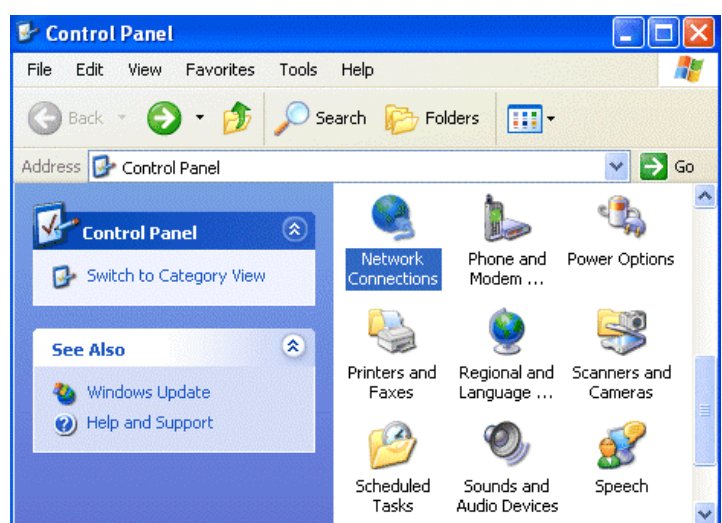 Control Panel
File Edit View Favorites Tools Help
Back Search Folders
Address Control Panel Go
Control Panel
Switch to Category View
See Also
Windows Update
Help and Support
Network
Connections
Phone and
Modem ...
Power Options
Printers and
Faxes
Regional and
Language ...
Scanners and
Cameras
Scheduled
Tasks
Sounds and
Audio Devices
Speech